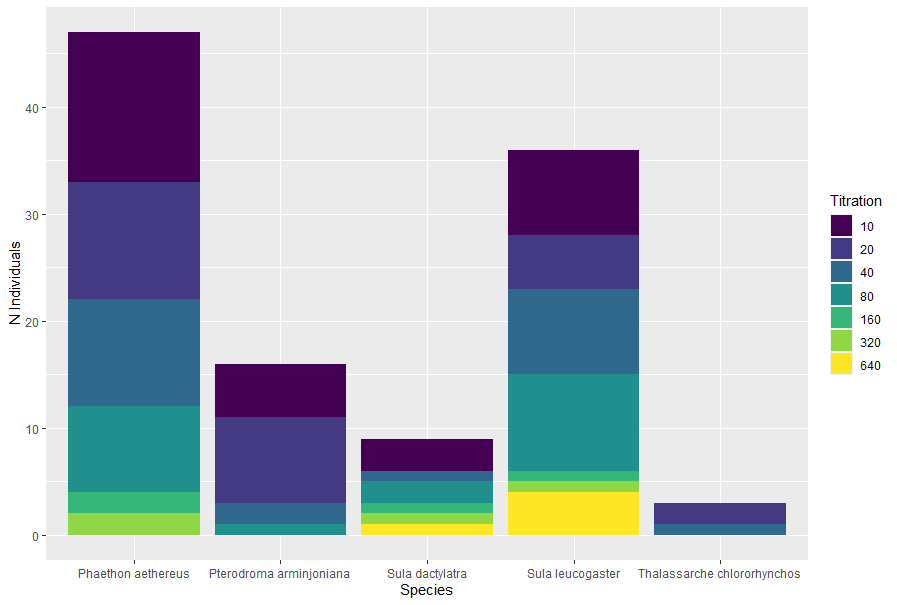 N Individuals
40
30
20
10
0
Phaethon aethereus
Pterodroma arminjoniana
Sula dactylatra
Sula leucogaster
Thalassarche chlororhynchos
Species
Titration
10
20
40
80
160
320
640